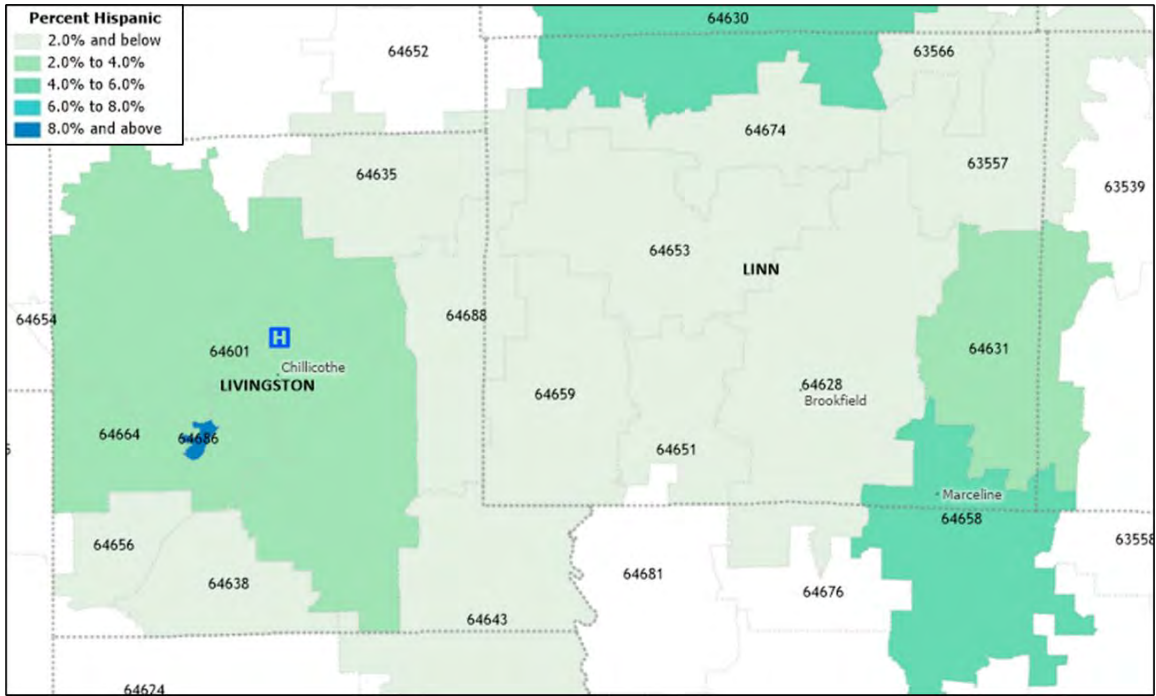 Percent Hispanic
2.0% and below
2.0% to 4.0%
4.0% to 6.0%
6.0% to 8.0%
8.0% and above
64630
64652
63566
64674
64635
63557
63539
64653
LINN
64654
64688
H
64601
64631
Chillicothe
LIVINGSTON
64628
64659
Brookfield
64664
64686
64651
Marceline
64658
64656
63558
64681
64638
64676
64643
64624